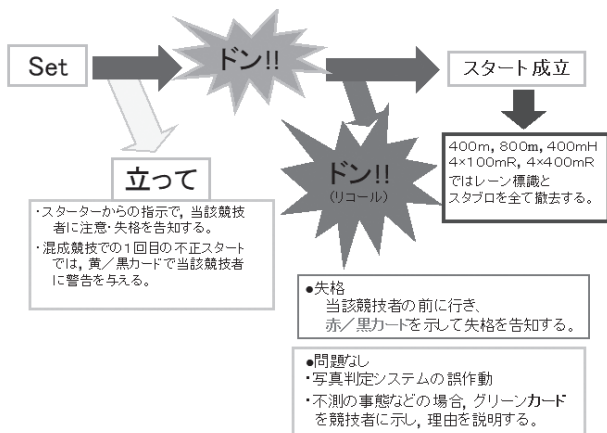 Set
ドン!!
スタート成立
立って
・スターターからの指示で, 当該競技
者に注意・失格を告知する。
・混成競技での1回目の不正スタート
では, 黄／黒カードで当該競技者
に警告を与える。
ドン!!
(リコール)
400m, 800m, 400mH
4×100mR, 4×400mR
ではレーン標識と
スタブロを全て撤去する。
●失格
当該競技者の前に行き、
赤／黒カードを示して失格を告知する。
●問題なし
・写真判定システムの誤作動
・不測の事態などの場合, グリーンカード
を競技者に示し, 理由を説明する。